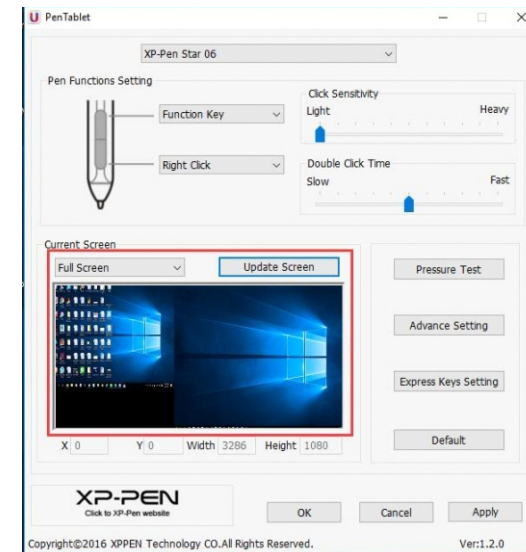 PenTablet
XP-Pen Star 06
Pen Functions Setting
Function Key
Right Click
Click Sensitivity
Light Heavy
Double Click Time
Slow Fast
Current Screen
Full Screen Update Screen
X 0 Y 0 Width 3286 Height 1080
Pressure Test
Advance Setting
Express Keys Setting
Default
XP-PEN
Click to XP-Pen website
OK Cancel Apply
Copyright©2016 XPPEN Technology CO.All Rights Reserved. Ver:1.2.0